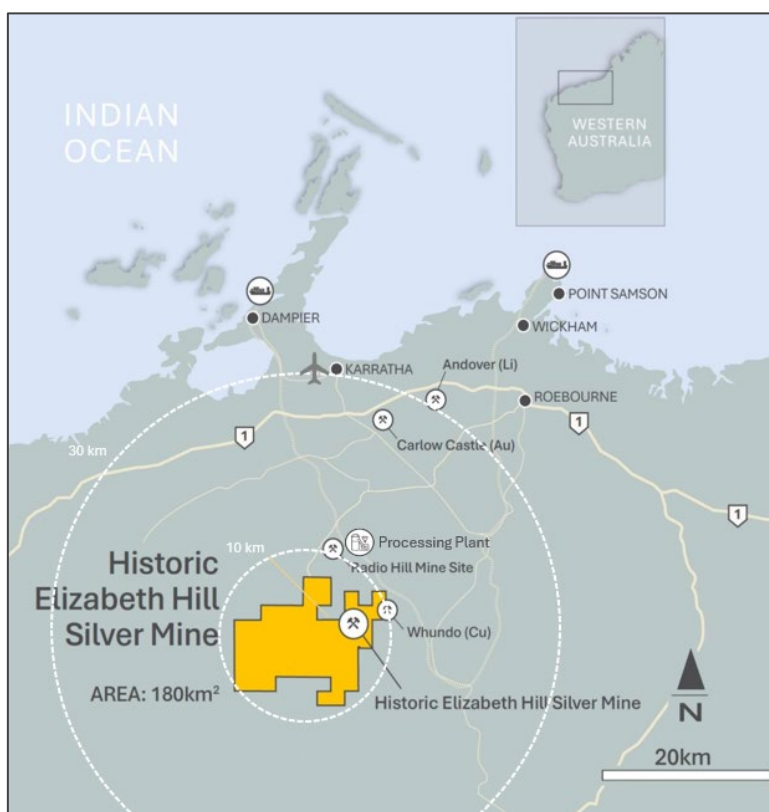 INDIAN
OCEAN
WESTERN
AUSTRALIA
POINT SAMSON
DAMPIER
WICKHAM
KARRATHA
Andover (Li)
ROEBOURNE
1
1
Carlow Castle (Au)
30 km
1
Processing Plant
10 km
Radio Hill Mine Site
Historic
Elizabeth Hill
Silver Mine
Whundo (Cu)
AREA: 180km²
Historic Elizabeth Hill Silver Mine
N
20km